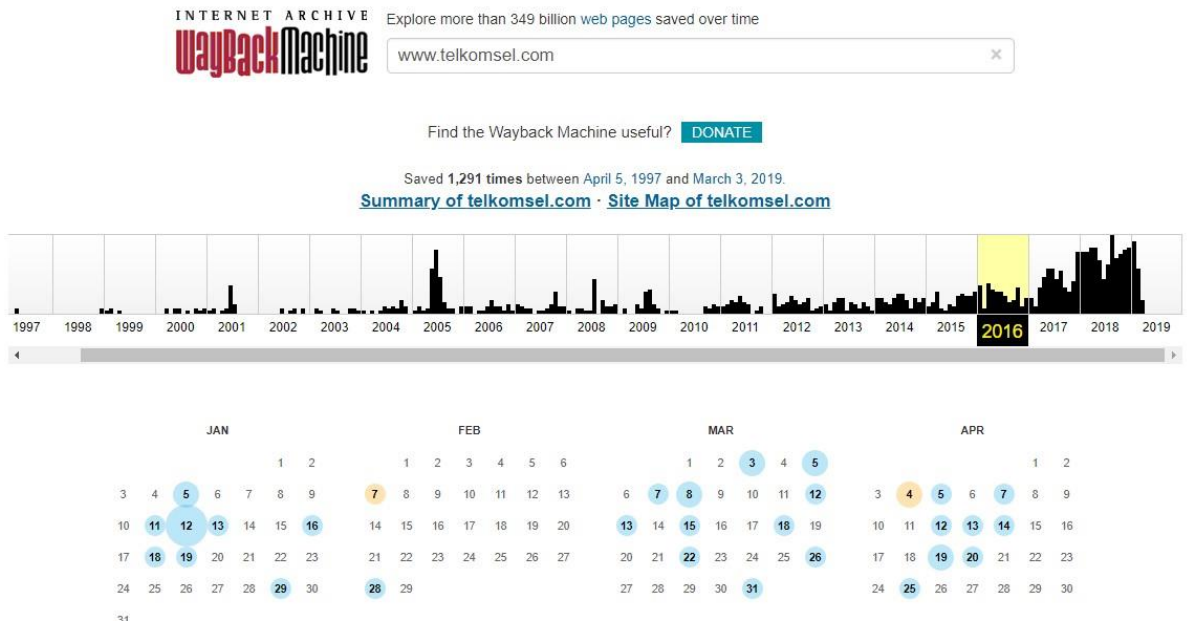 INTERNET ARCHIVE
WayBackMachine
Explore more than 349 billion web pages saved over time
www.telkomsel.com ×
Find the Wayback Machine useful? DONATE
Saved 1,291 times between April 5, 1997 and March 3, 2019.
Summary of telkomsel.com · Site Map of telkomsel.com
1997 1998 1999 2000 2001 2002 2003 2004 2005 2006 2007 2008 2009 2010 2011 2012 2013 2014 2015 2016 2017 2018 2019
JAN FEB MAR APR
1 2 1 2 3 4 5 6 1 2 3 4 5 1 2
3 4 5 6 7 8 9 7 8 9 10 11 12 13 6 7 8 9 10 11 12 3 4 5 6 7 8 9
10 11 12 13 14 15 16 14 15 16 17 18 19 20 13 14 15 16 17 18 19 10 11 12 13 14 15 16
17 18 19 20 21 22 23 21 22 23 24 25 26 27 20 21 22 23 24 25 26 17 18 19 20 21 22 23
24 25 26 27 28 29 30 28 29 27 28 29 30 31 24 25 26 27 28 29 30
31